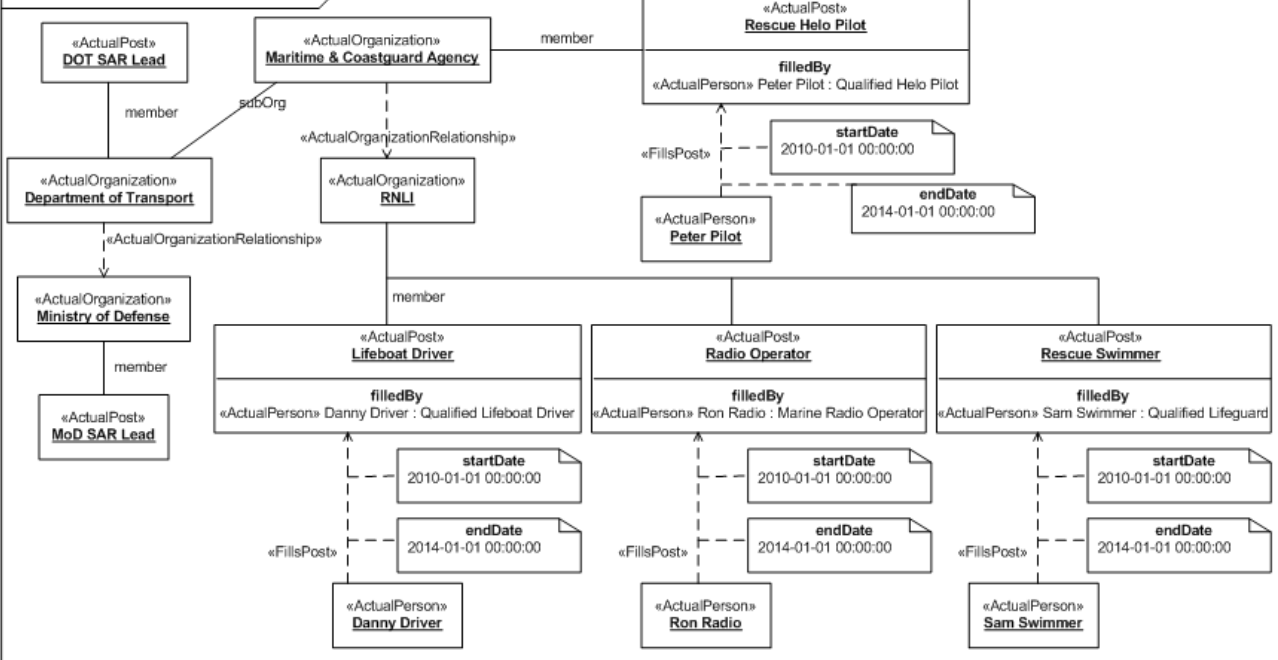 «ActualPost»
DOT SAR Lead
«ActualOrganization»
Maritime & Coastguard Agency
member
«ActualPost»
Rescue Helo Pilot
filledBy
«ActualPerson» Peter Pilot : Qualified Helo Pilot
member
subOrg
«ActualOrganizationRelationship»
«FillsPost»
startDate
2010-01-01 00:00:00
endDate
2014-01-01 00:00:00
«ActualOrganization»
Department of Transport
«ActualOrganization»
RNLI
«ActualPerson»
Peter Pilot
«ActualOrganizationRelationship»
«ActualOrganization»
Ministry of Defense
member
member
«ActualPost»
MoD SAR Lead
«ActualPost»
Lifeboat Driver
filledBy
«ActualPerson» Danny Driver : Qualified Lifeboat Driver
«ActualPost»
Radio Operator
filledBy
«ActualPerson» Ron Radio : Marine Radio Operator
«ActualPost»
Rescue Swimmer
filledBy
«ActualPerson» Sam Swimmer : Qualified Lifeguard
startDate
2010-01-01 00:00:00
endDate
2014-01-01 00:00:00
«FillsPost»
«ActualPerson»
Danny Driver
startDate
2010-01-01 00:00:00
endDate
2014-01-01 00:00:00
«FillsPost»
«ActualPerson»
Ron Radio
startDate
2010-01-01 00:00:00
endDate
2014-01-01 00:00:00
«FillsPost»
«ActualPerson»
Sam Swimmer